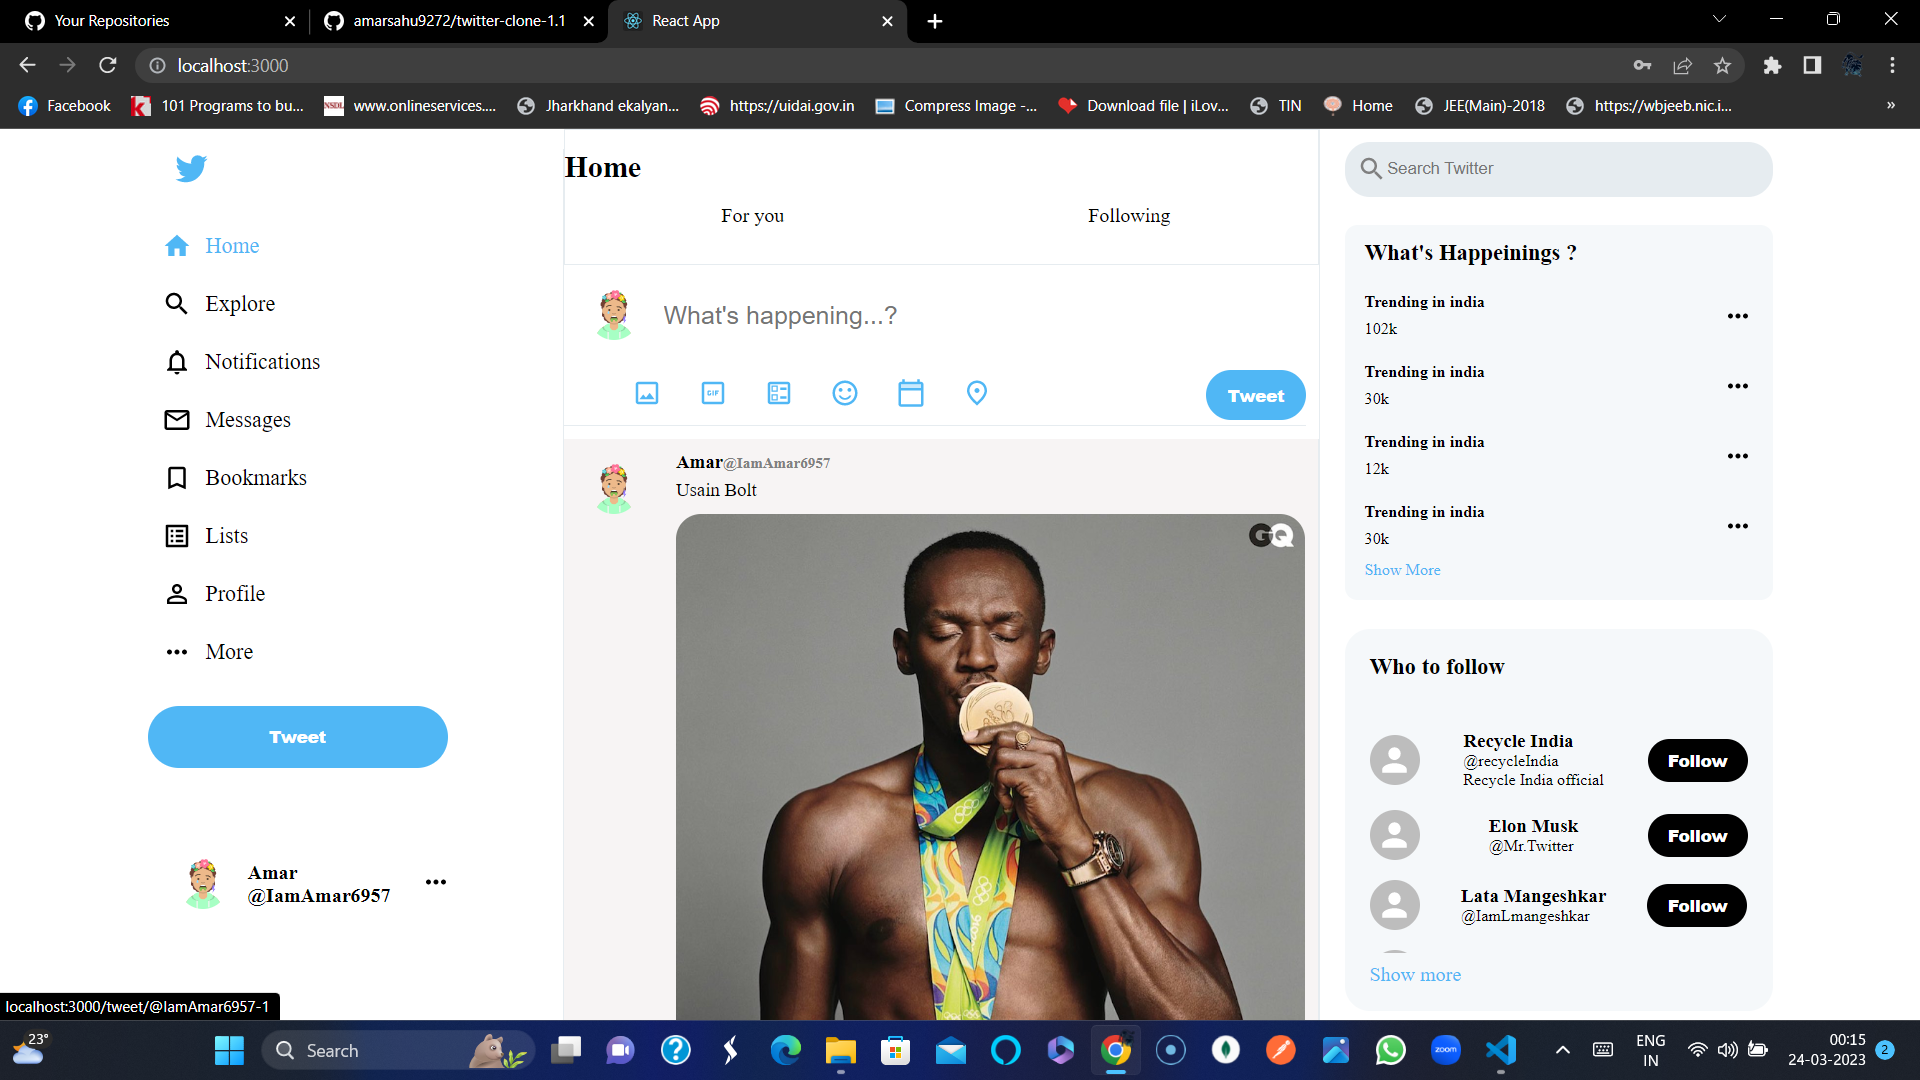 Your Repositories
amarsahu9272/twitter-clone-1.1
React App
localhost:3000
Facebook
101 Programs to bu...
NSDL
www.onlineservices....
Jharkhand ekalyan...
https://uidai.gov.in
Compress Image -...
Download file | iLov...
TIN
Home
JEE(Main)-2018
https://wbjeeb.nic.i...
»
Home
Explore
Notifications
Messages
Bookmarks
Lists
Profile
More
Tweet
Amar
@IamAmar6957
Home
For you
Following
What's happening...?
GIF
Tweet
Amar@IamAmar6957
Usain Bolt
GQ
Search Twitter
What's Happeinings ?
Trending in india
102k
Trending in india
30k
Trending in india
12k
Trending in india
30k
Show More
Who to follow
Recycle India
@recycleIndia
Recycle India official
Follow
Elon Musk
@Mr.Twitter
Follow
Lata Mangeshkar
@IamLmangeshkar
Follow
Show more
localhost:3000/tweet/@IamAmar6957-1
23°
Search
zoom
ENG
IN
00:15
24-03-2023
2